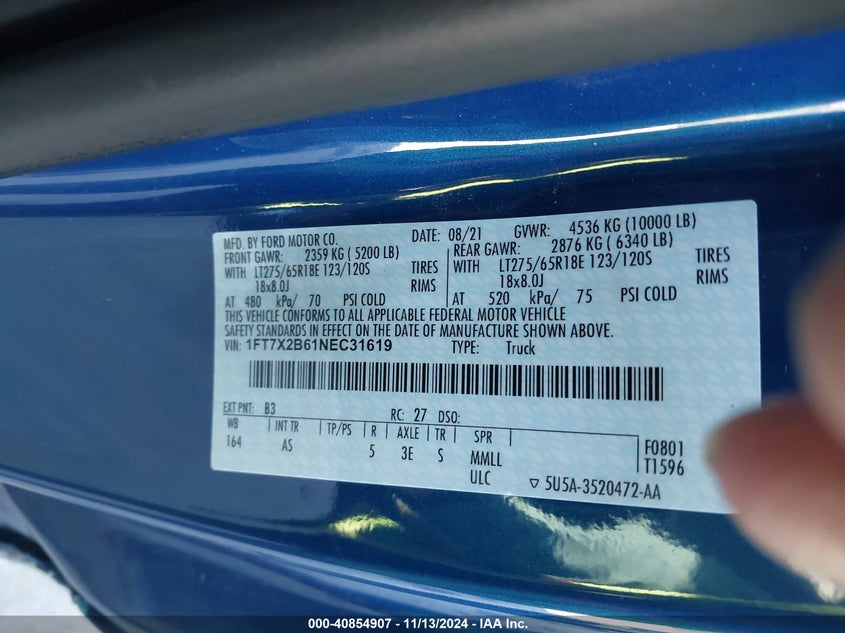 MFD. BY FORD MOTOR CO. DATE: 08/21 GVWR: 4536 KG (10000 LB)
FRONT GAWR: 2359 KG ( 5200 LB) REAR GAWR: 2876 KG ( 6340 LB)
WITH LT275/65R18E 123/120S TIRES WITH LT275/65R18E 123/120S TIRES
18x8.0J RIMS 18x8.0J RIMS
AT 480 kPa/ 70 PSI COLD AT 520 kPa/ 75 PSI COLD
THIS VEHICLE CONFORMS TO ALL APPLICABLE FEDERAL MOTOR VEHICLE
SAFETY STANDARDS IN EFFECT ON THE DATE OF MANUFACTURE SHOWN ABOVE.
VIN: 1FT7X2B61NEC31619 TYPE: Truck
EXT PNT: B3 RC: 27 DSO:
WB INT TR TP/PS R AXLE TR SPR F0801
164 AS 5 3E S MMLL T1596
ULC ▽ 5U5A-3520472-AA
000-40854907 - 11/13/2024 - IAA Inc.